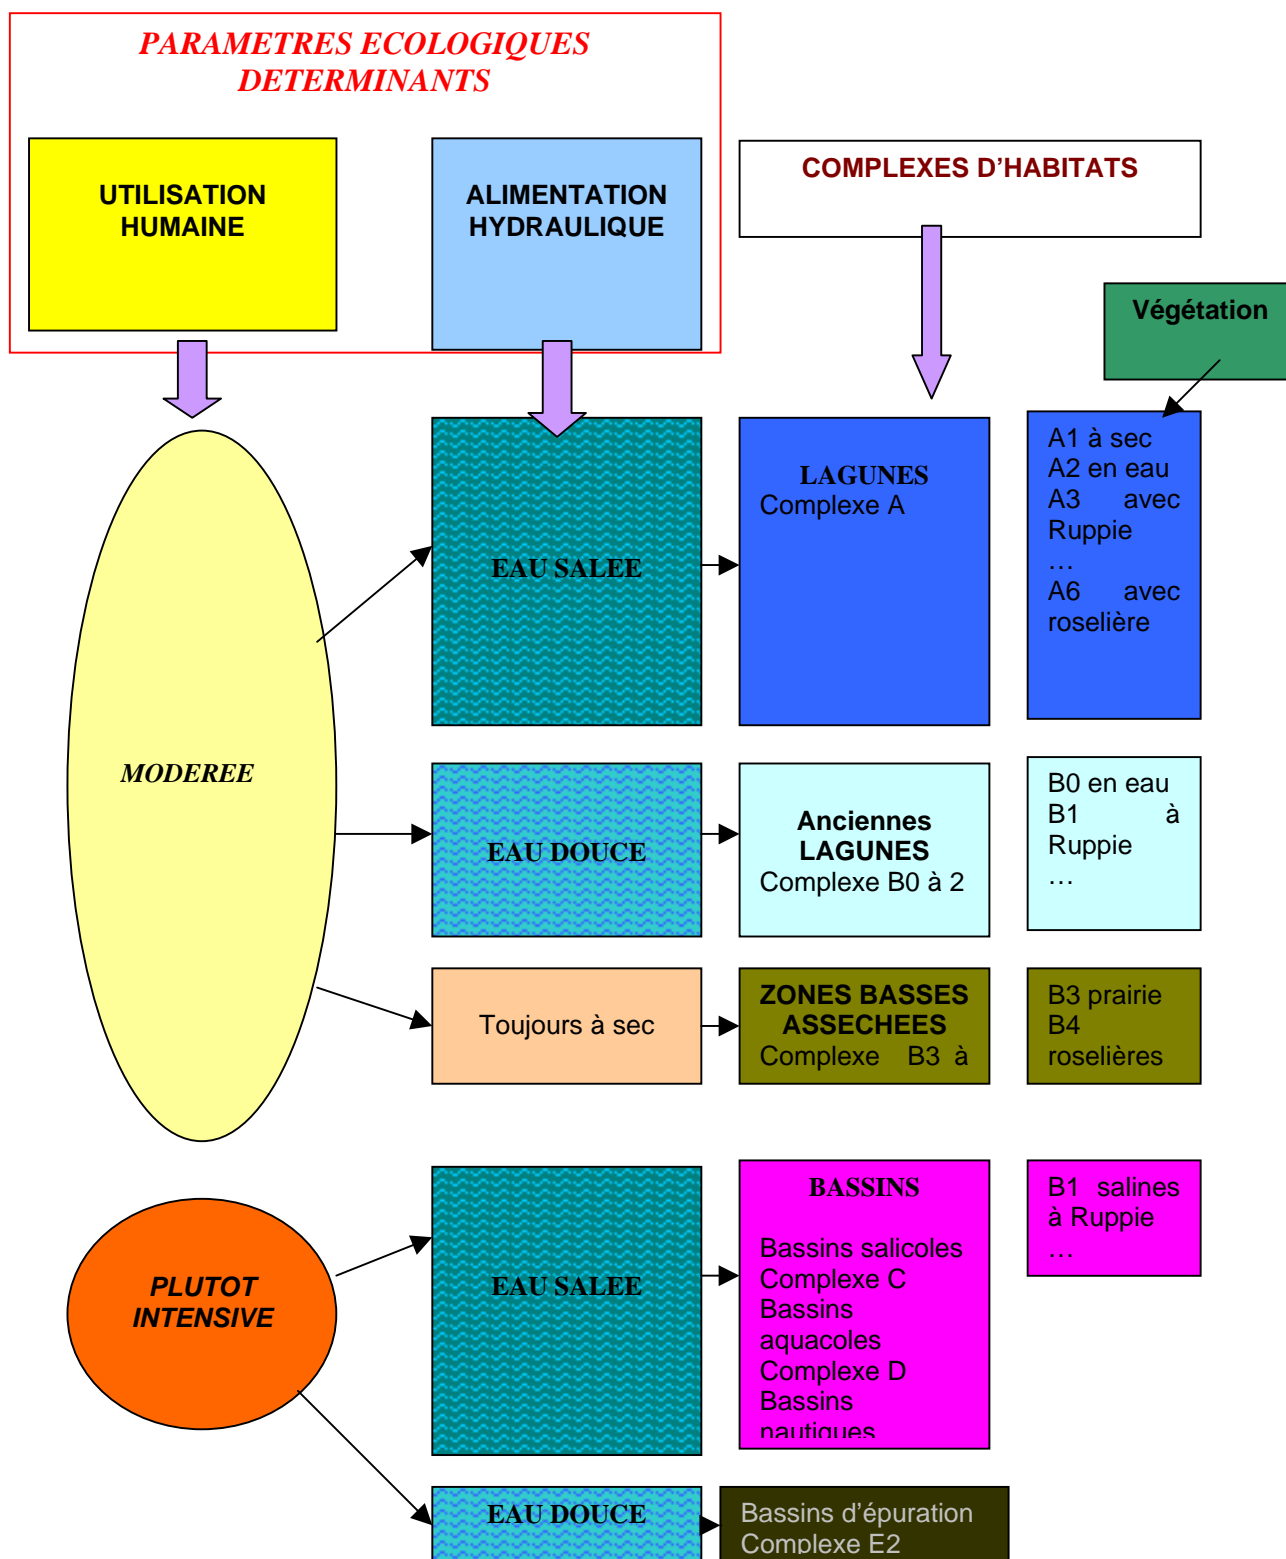 PARAMETRES ECOLOGIQUES
DETERMINANTS
UTILISATION
HUMAINE
ALIMENTATION
HYDRAULIQUE
COMPLEXES D'HABITATS
Végétation
MODEREE
EAU SALEE
LAGUNES
Complexe A
A1 à sec
A2 en eau
A3 avec
Ruppie
…
A6 avec
roselière
EAU DOUCE
Anciennes
LAGUNES
Complexe B0 à 2
B0 en eau
B1 à
Ruppie
…
Toujours à sec
ZONES BASSES
ASSECHEES
Complexe B3 à
B3 prairie
B4
roselières
PLUTOT
INTENSIVE
EAU SALEE
BASSINS
Bassins salicoles
Complexe C
Bassins
aquacoles
Complexe D
Bassins
nautiques
B1 salines
à Ruppie
…
EAU DOUCE
Bassins d'épuration
Complexe E2